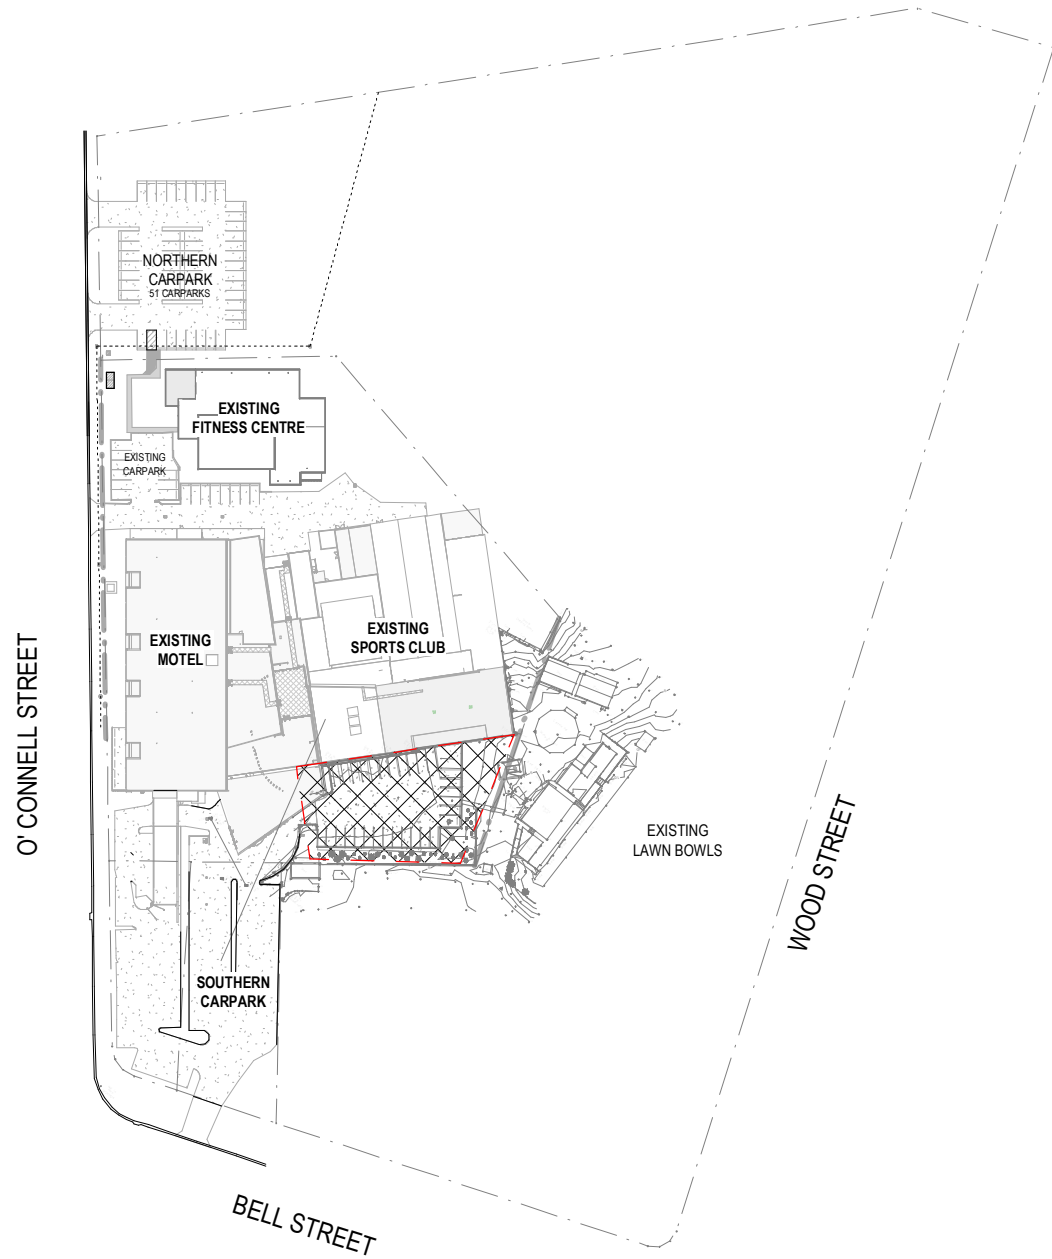 NORTHERN
CARPARK
51 CARPARKS
EXISTING
FITNESS CENTRE
EXISTING
CARPARK
EXISTING
SPORTS CLUB
EXISTING
MOTEL
O' CONNELL STREET
EXISTING
LAWN BOWLS
WOOD STREET
SOUTHERN
CARPARK
BELL STREET